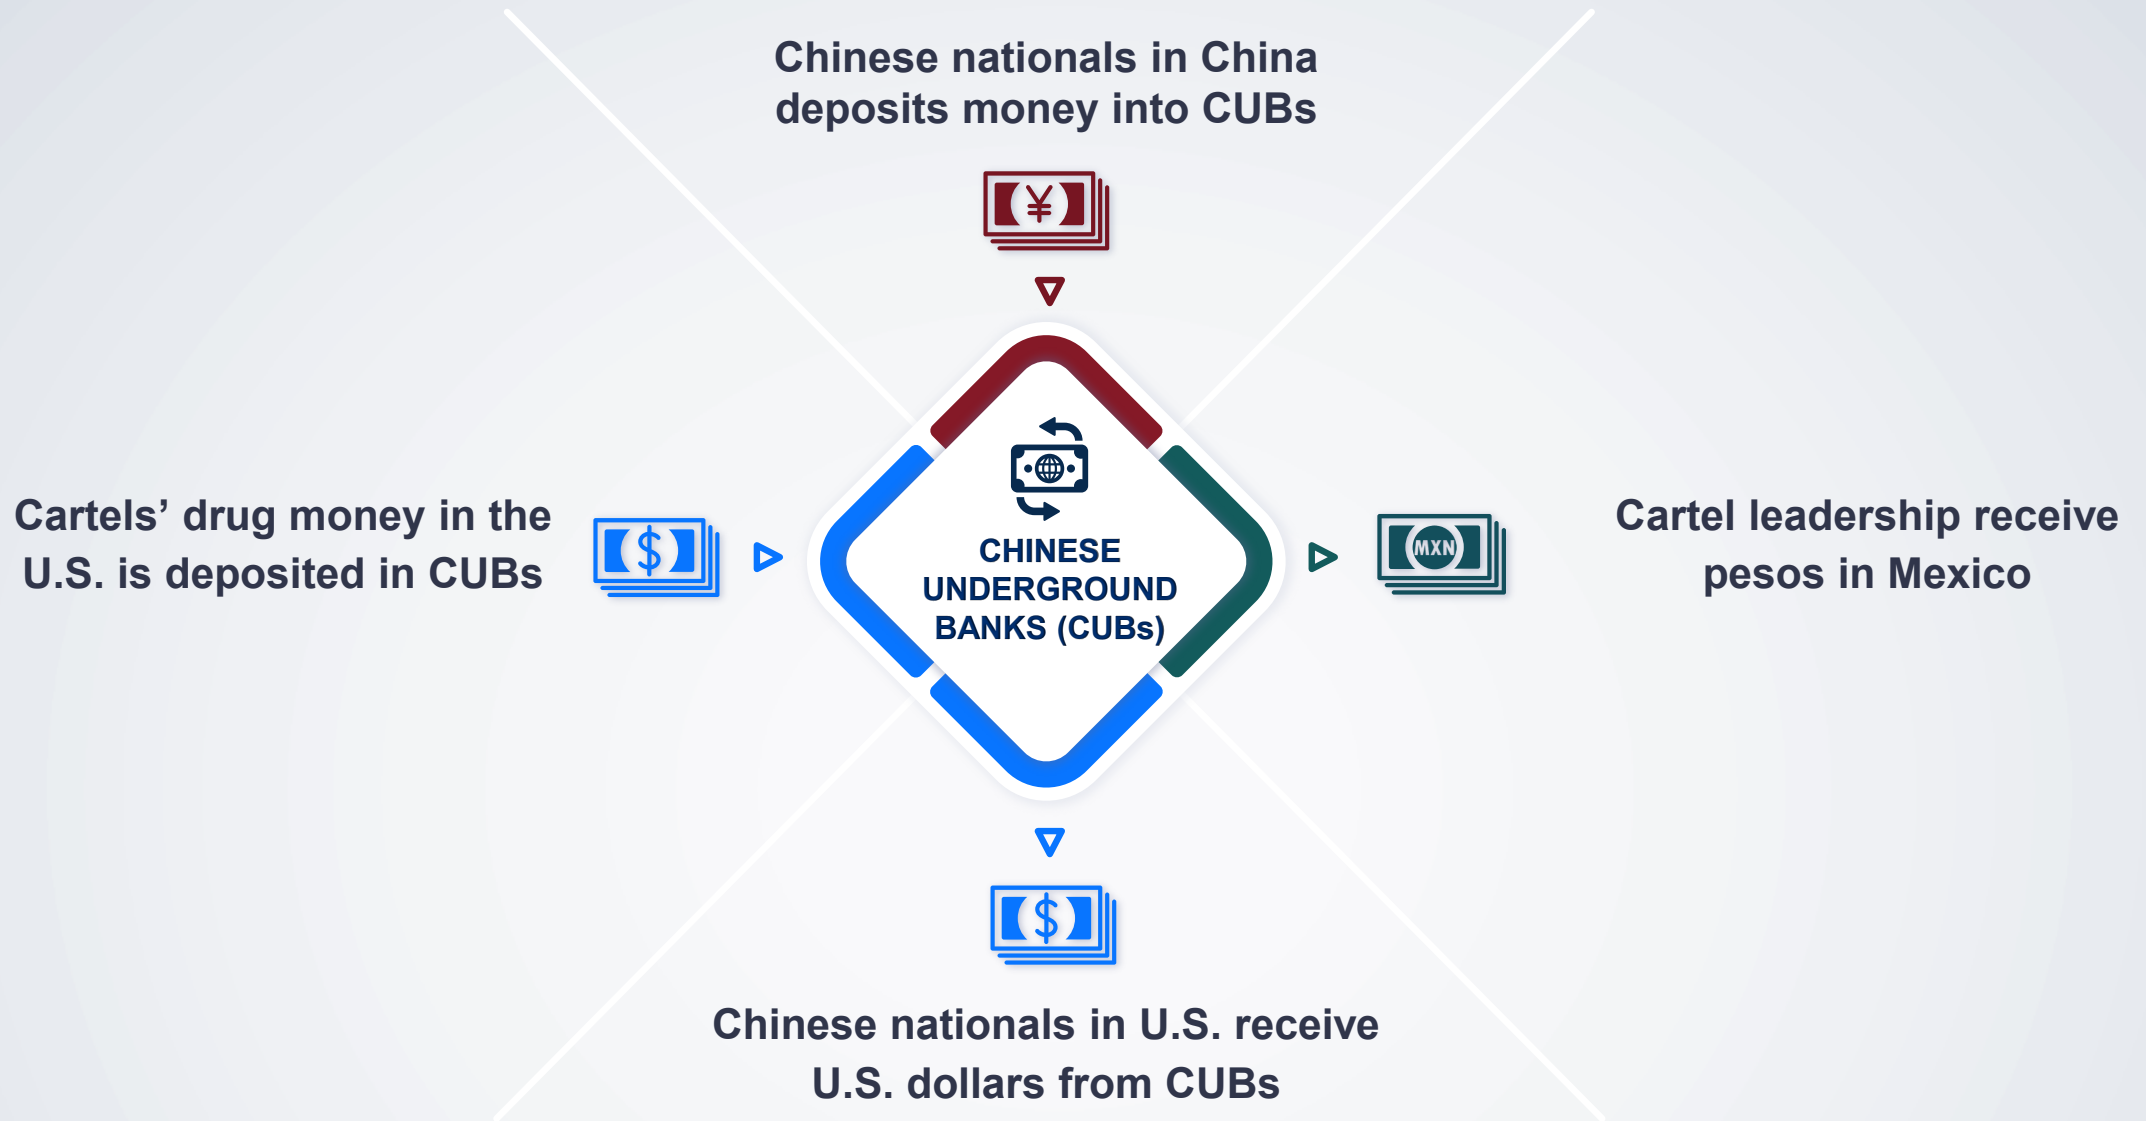 Chinese nationals in China
deposits money into CUBs
¥
Cartels’ drug money in the
U.S. is deposited in CUBs
$
CHINESE
UNDERGROUND
BANKS (CUBs)
MXN
Cartel leadership receive
pesos in Mexico
$
Chinese nationals in U.S. receive
U.S. dollars from CUBs